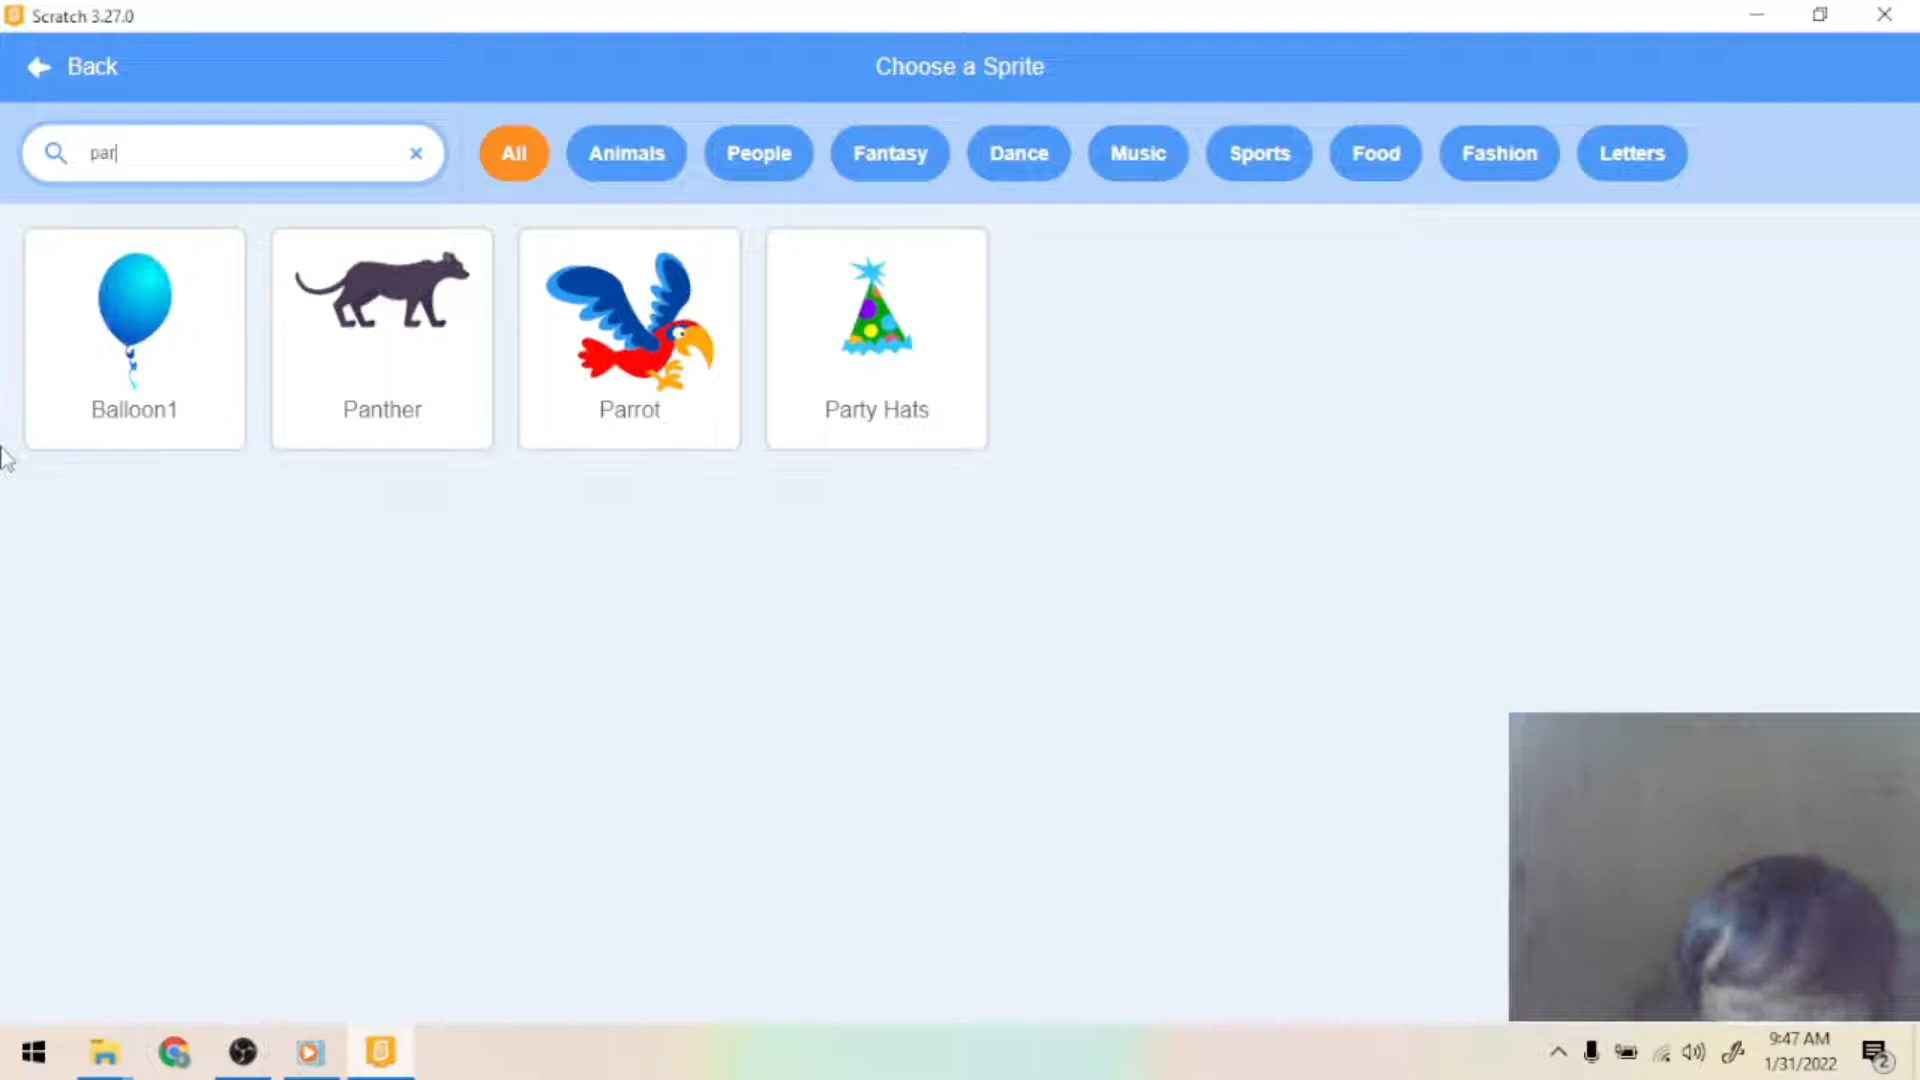 Scratch 3.27.0
Back
Choose a Sprite
par
All
Animals
People
Fantasy
Dance
Music
Sports
Food
Fashion
Letters
Balloon1
Panther
Parrot
Party Hats
9:47 AM
1/31/2022
2